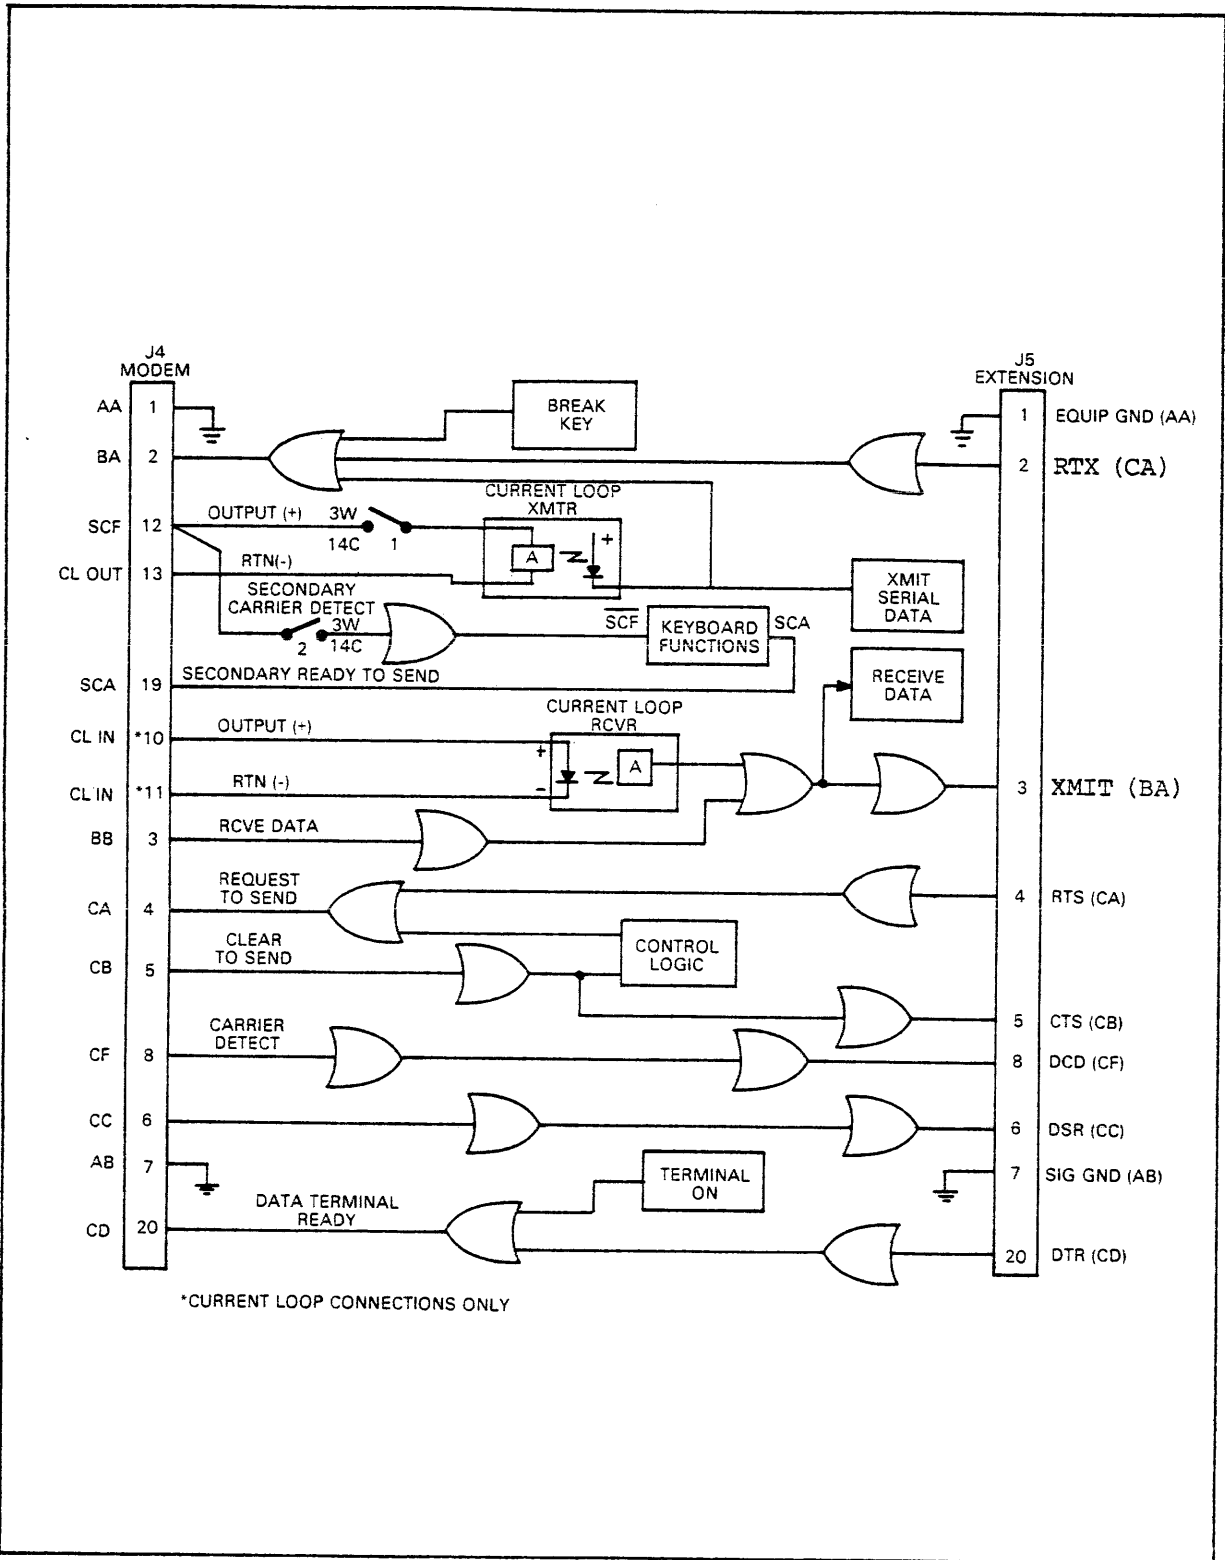 J4
MODEM
J5
EXTENSION
AA 1
BREAK
KEY
1 EQUIP GND (AA)
BA 2
2 RTX (CA)
CURRENT LOOP
XMTR
SCF 12 OUTPUT (+) 3W
14C 1
A +
CL OUT 13 RTN(-)
XMIT
SERIAL
DATA
SECONDARY
CARRIER DETECT
3W
2 14C
SCF KEYBOARD
FUNCTIONS SCA
SCA 19 SECONDARY READY TO SEND
RECEIVE
DATA
CURRENT LOOP
RCVR
CL IN *10 OUTPUT (+)
+ A
CL IN *11 RTN (-) -
3 XMIT (BA)
BB 3 RCVE DATA
CA 4 REQUEST
TO SEND
4 RTS (CA)
CONTROL
LOGIC
CB 5 CLEAR
TO SEND
5 CTS (CB)
CF 8 CARRIER
DETECT
8 DCD (CF)
CC 6
6 DSR (CC)
AB 7
TERMINAL
ON
7 SIG GND (AB)
CD 20 DATA TERMINAL
READY
20 DTR (CD)
*CURRENT LOOP CONNECTIONS ONLY